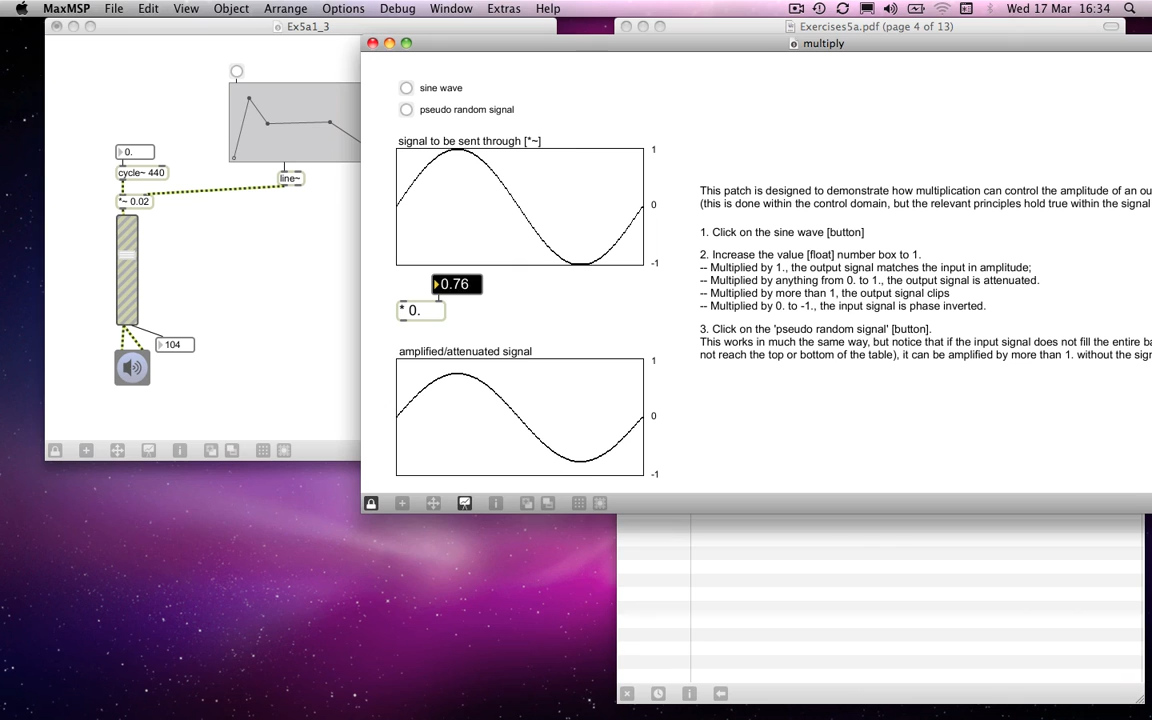 MaxMSP File Edit View Object Arrange Options Debug Window Extras Help Wed 17 Mar 16:34
Ex5a1_3
Exercises5a.pdf (page 4 of 13)
multiply
0.
cycle~ 440
*~ 0.02
line~
104
sine wave
pseudo random signal
signal to be sent through [*~]
1
0
-1
0.76
* 0.
amplified/attenuated signal
1
0
-1
This patch is designed to demonstrate how multiplication can control the amplitude of an ou
(this is done within the control domain, but the relevant principles hold true within the signal
1. Click on the sine wave [button]
2. Increase the value [float] number box to 1.
-- Multiplied by 1., the output signal matches the input in amplitude;
-- Multiplied by anything from 0. to 1., the output signal is attenuated.
-- Multiplied by more than 1, the output signal clips
-- Multiplied by 0. to -1., the input signal is phase inverted.
3. Click on the 'pseudo random signal' [button].
This works in much the same way, but notice that if the input signal does not fill the entire ba
not reach the top or bottom of the table), it can be amplified by more than 1. without the sign